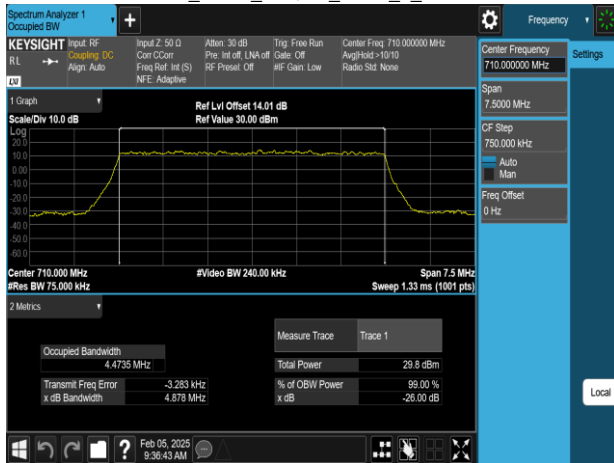 Spectrum Analyzer 1
Occupied BW
Frequency
KEYSIGHT
R L
LXI
Input: RF
Coupling: DC
Align: Auto
Input Z: 50 Ω
Corr CCorr
Freq Ref: Int (S)
NFE: Adaptive
Atten: 30 dB
Pre: Int off, LNA off
RF Preset: Off
Trig: Free Run
Gate: Off
#IF Gain: Low
Center Freq: 710.000000 MHz
Avg|Hold:>10/10
Radio Std: None
Center Frequency
710.000000 MHz
Settings
Span
7.5000 MHz
CF Step
750.000 kHz
Auto
Man
Freq Offset
0 Hz
Local
1 Graph
Scale/Div 10.0 dB
Ref Lvl Offset 14.01 dB
Ref Value 30.00 dBm
Log
20.0
10.0
0.00
-10.0
-20.0
-30.0
-40.0
-50.0
-60.0
Center 710.000 MHz
#Video BW 240.00 kHz
Span 7.5 MHz
#Res BW 75.000 kHz
Sweep 1.33 ms (1001 pts)
2 Metrics
Measure Trace Trace 1
Occupied Bandwidth
4.4735 MHz
Total Power 29.8 dBm
Transmit Freq Error -3.283 kHz
% of OBW Power 99.00 %
x dB Bandwidth 4.878 MHz
x dB -26.00 dB
?
Feb 05, 2025
9:36:43 AM